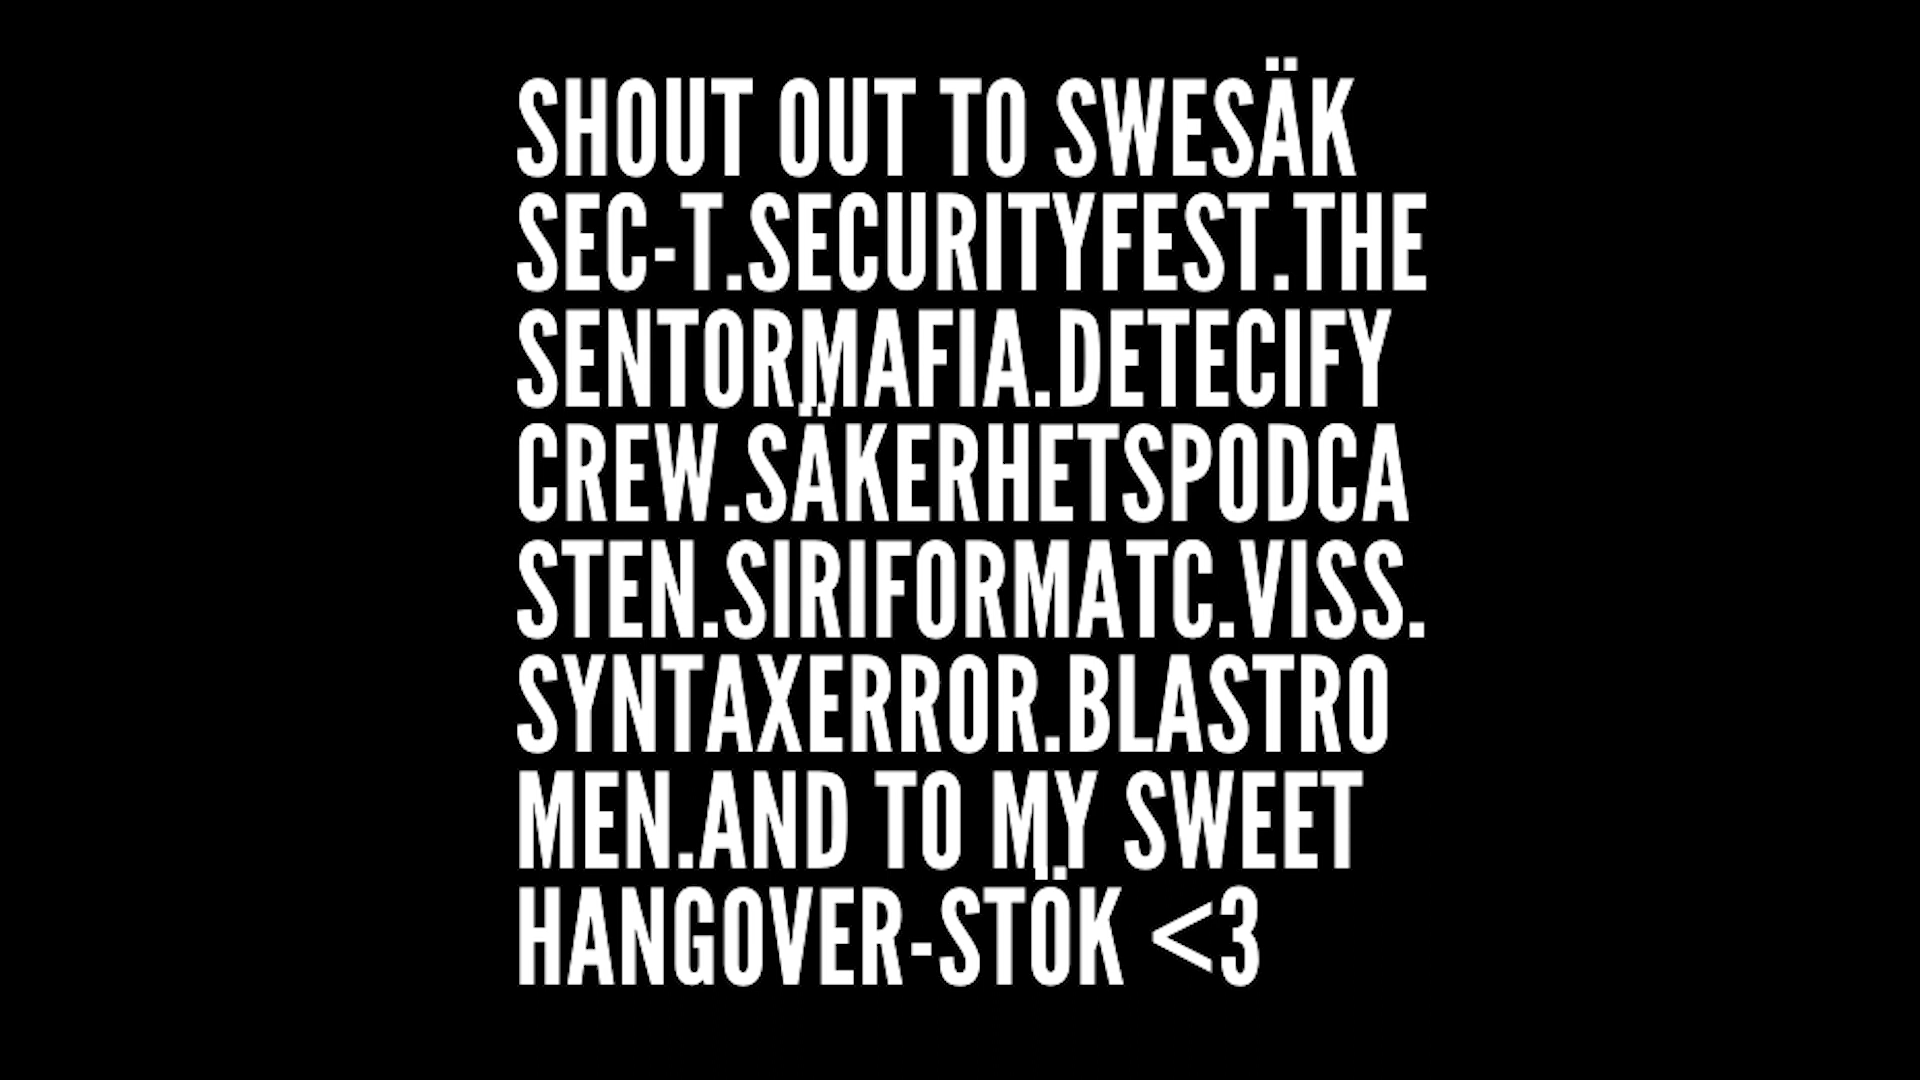 SHOUT OUT TO SWESÄK
SEC-T.SECURITYFEST.THE
SENTORMAFIA.DETECIFY
CREW.SÄKERHETSPODCA
STEN.SIRIFORMATC.VISS.
SYNTAXERROR.BLASTRO
MEN.AND TO MY SWEET
HANGOVER-STÖK <3